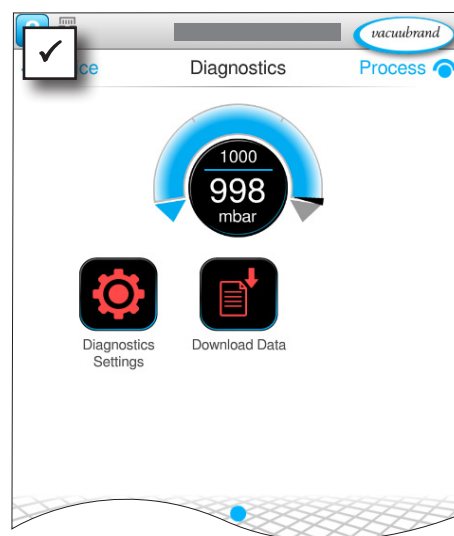 vacuubrand
ce
Diagnostics
Process
1000
998
mbar
Diagnostics
Settings
Download Data